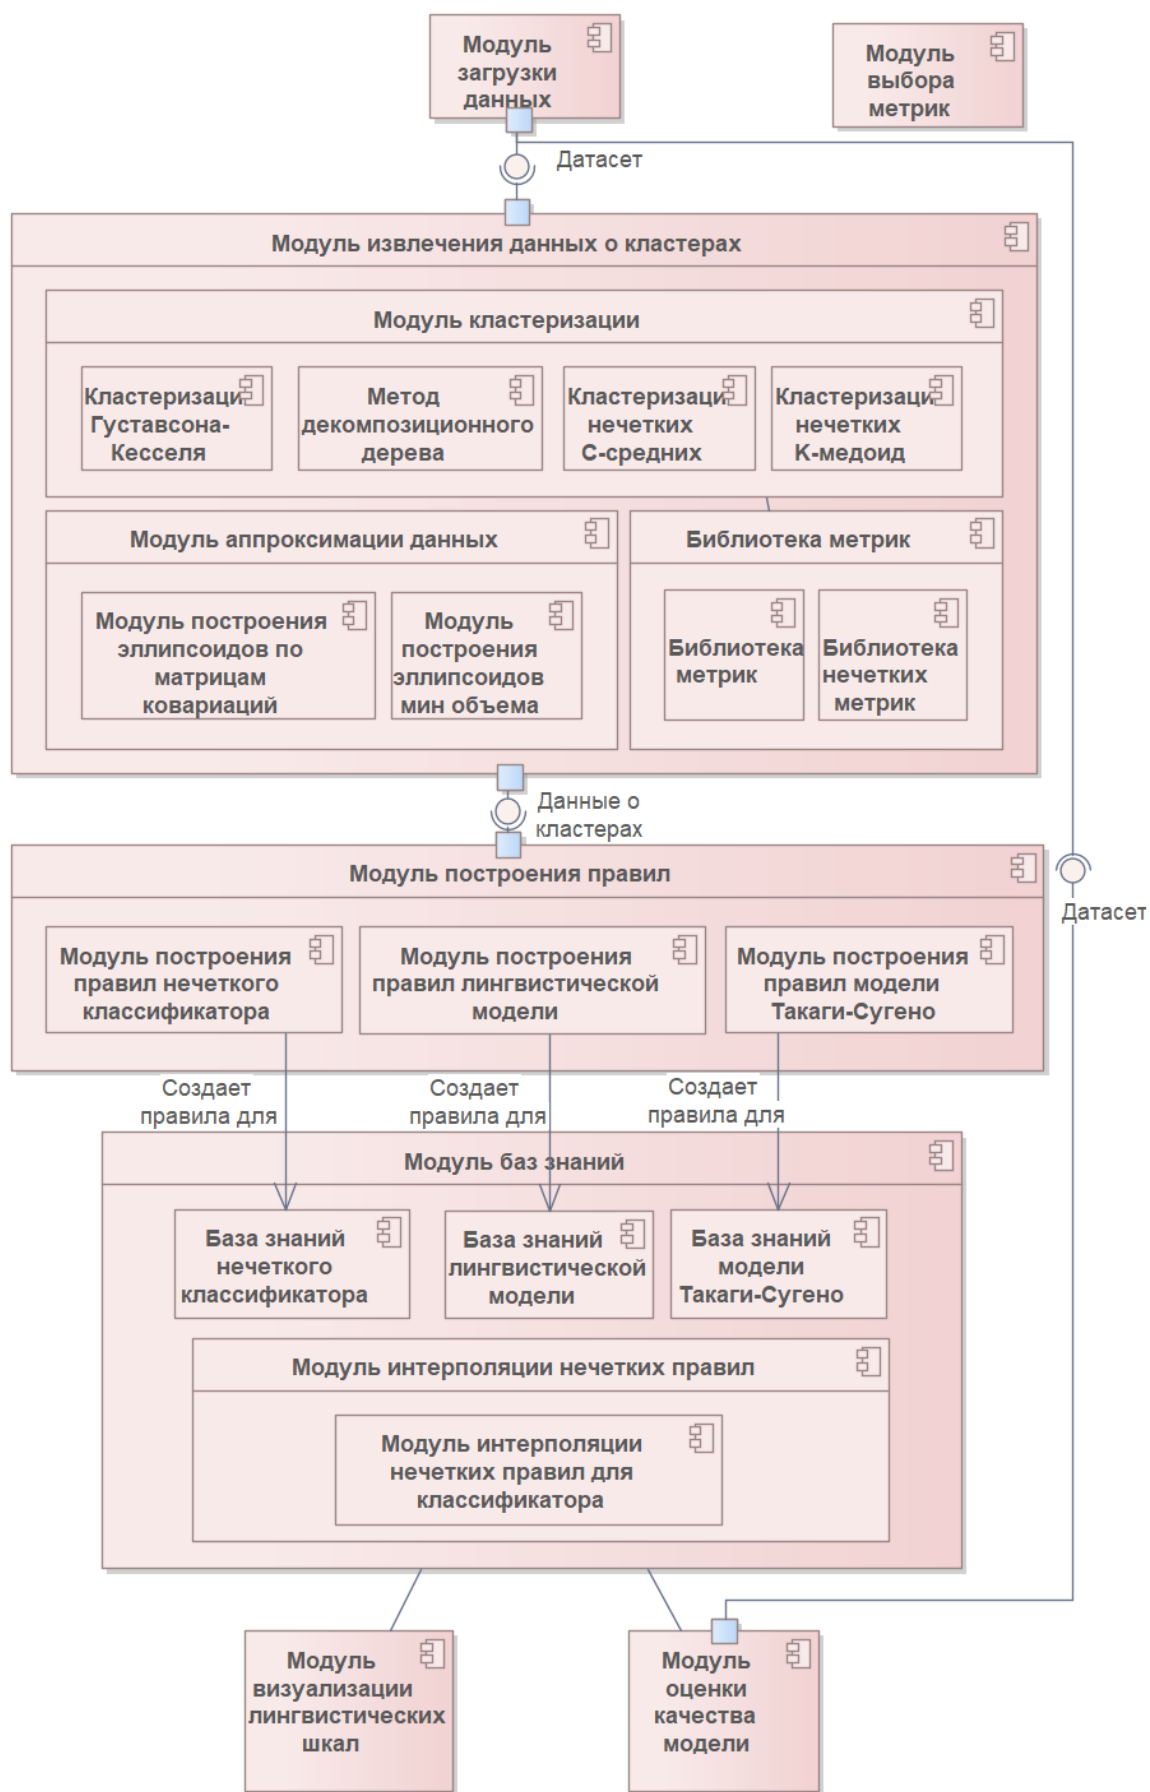 Модуль
загрузки
данных
Модуль
выбора
метрик
Датасет
Модуль извлечения данных о кластерах
Модуль кластеризации
Кластеризаци
Густавсона-
Кесселя
Метод
декомпозиционного
дерева
Кластеризаци
нечетких
С-средних
Кластеризаци
нечетких
К-медоид
Модуль аппроксимации данных
Библиотека метрик
Модуль построения
эллипсоидов по
матрицам
ковариаций
Модуль
построения
эллипсоидов
мин объема
Библиотека
метрик
Библиотека
нечетких
метрик
Данные о
кластерах
Модуль построения правил
Датасет
Модуль построения
правил нечеткого
классификатора
Модуль построения
правил лингвистической
модели
Модуль построения
правил модели
Такаги-Сугено
Создает
правила для
Создает
правила для
Создает
правила для
Модуль баз знаний
База знаний
нечеткого
классификатора
База знаний
лингвистической
модели
База знаний
модели
Такаги-Сугено
Модуль интерполяции нечетких правил
Модуль интерполяции
нечетких правил для
классификатора
Модуль
визуализации
лингвистических
шкал
Модуль
оценки
качества
модели